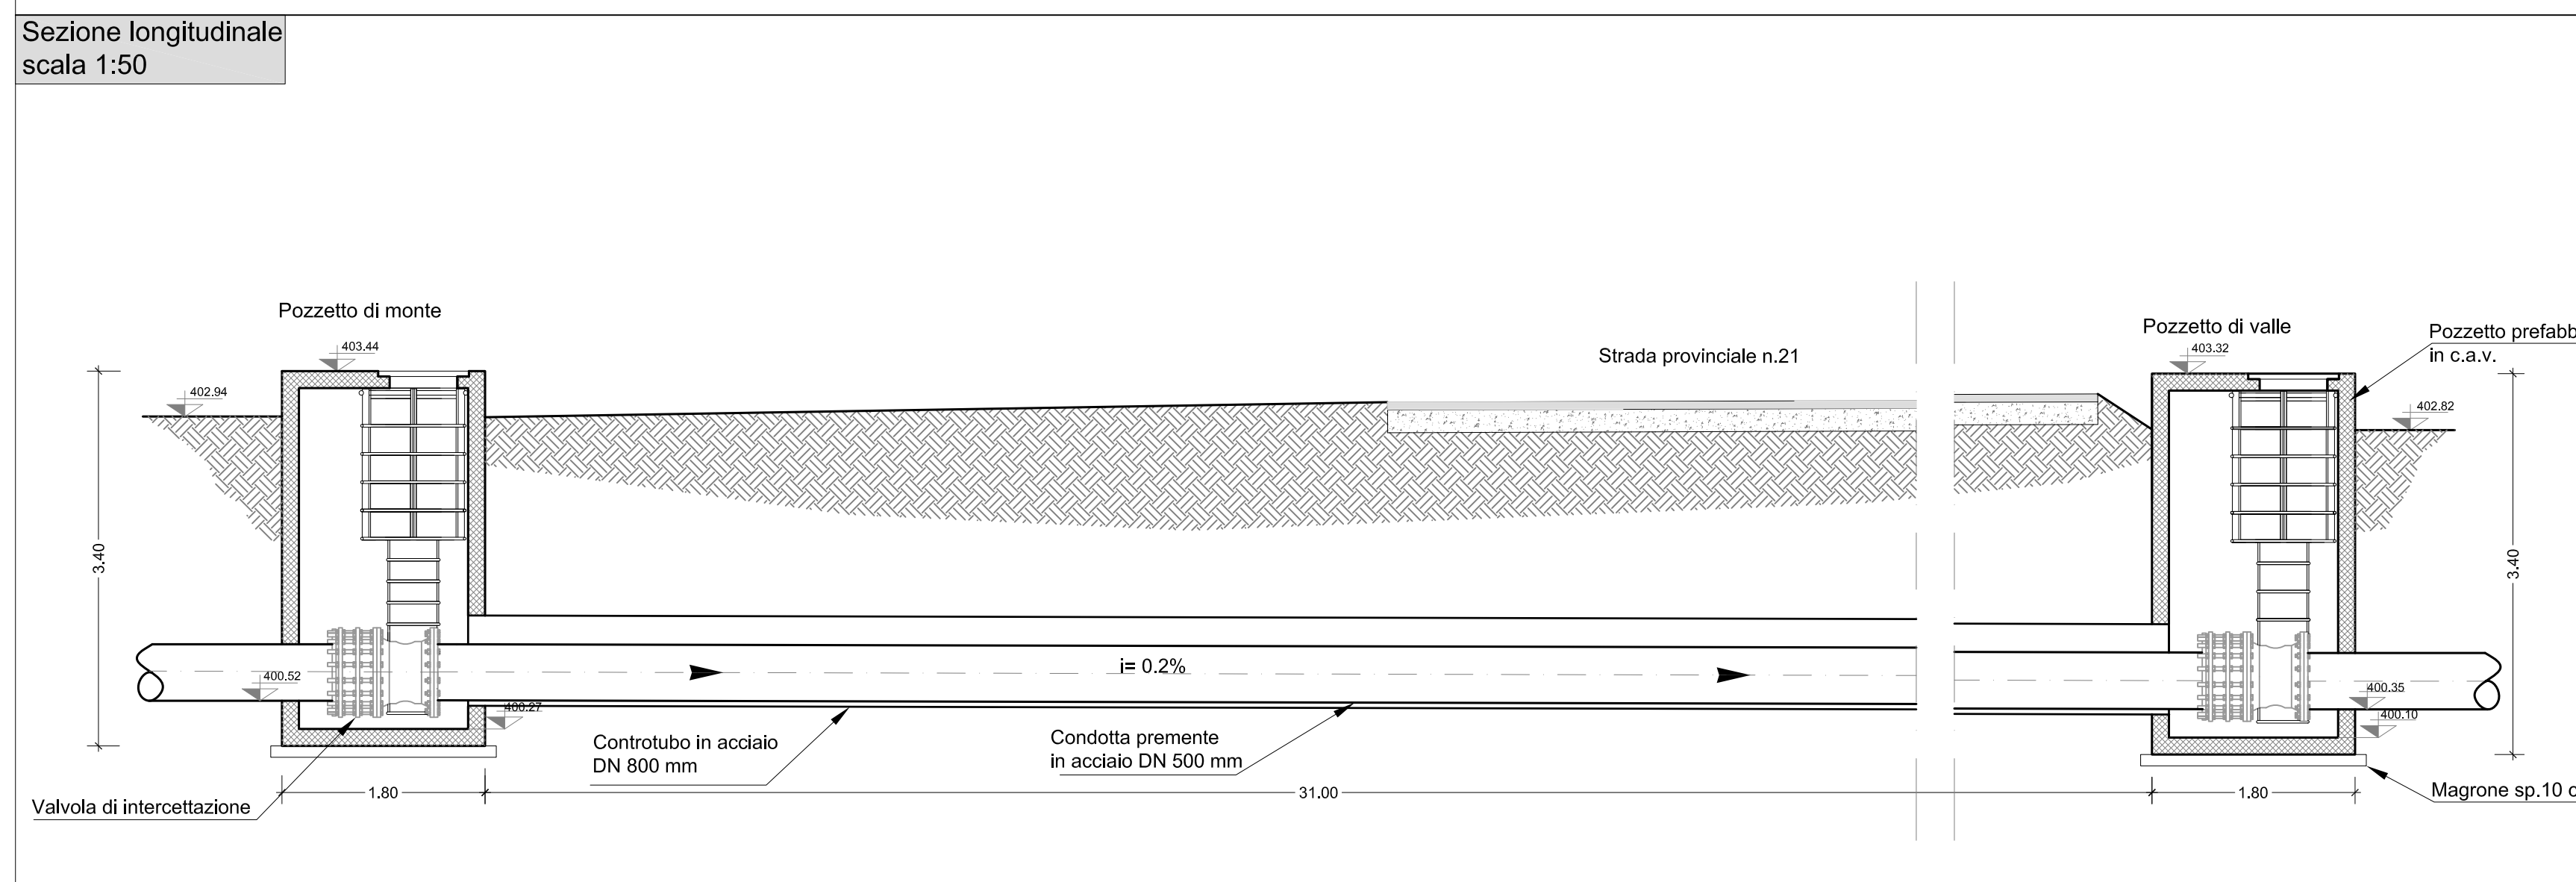 Sezione longitudinale
scala 1:50
Pozzetto di monte
403.44
402.94
Strada provinciale n.21
Pozzetto di valle
403.32
Pozzetto prefabb
in c.a.v.
402.82
3.40
3.40
400.52
i= 0.2%
400.27
400.35
400.10
Controtubo in acciaio
DN 800 mm
Condotta premente
in acciaio DN 500 mm
Valvola di intercettazione
1.80
31.00
1.80
Magrone sp.10 c